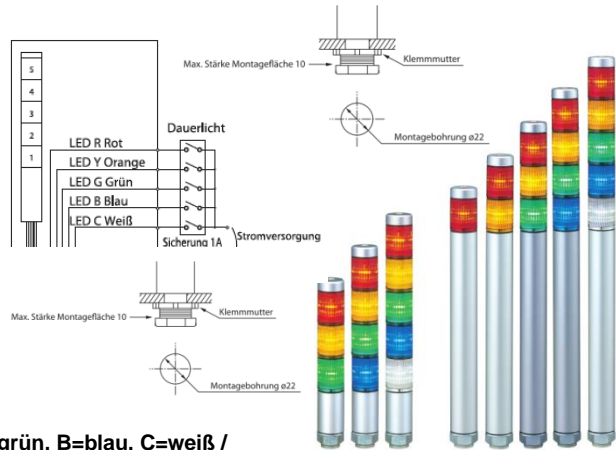 Max. Stärke Montagefläche 10
Klemmmutter
Montagebohrung ø22
5
4
3
2
1
Dauerlicht
LED R Rot
LED Y Orange
LED G Grün
LED B Blau
LED C Weiß
Stromversorgung
Sicherung 1A
Max. Stärke Montagefläche 10
Klemmmutter
Montagebohrung ø22
grün, B=blau, C=weiß /